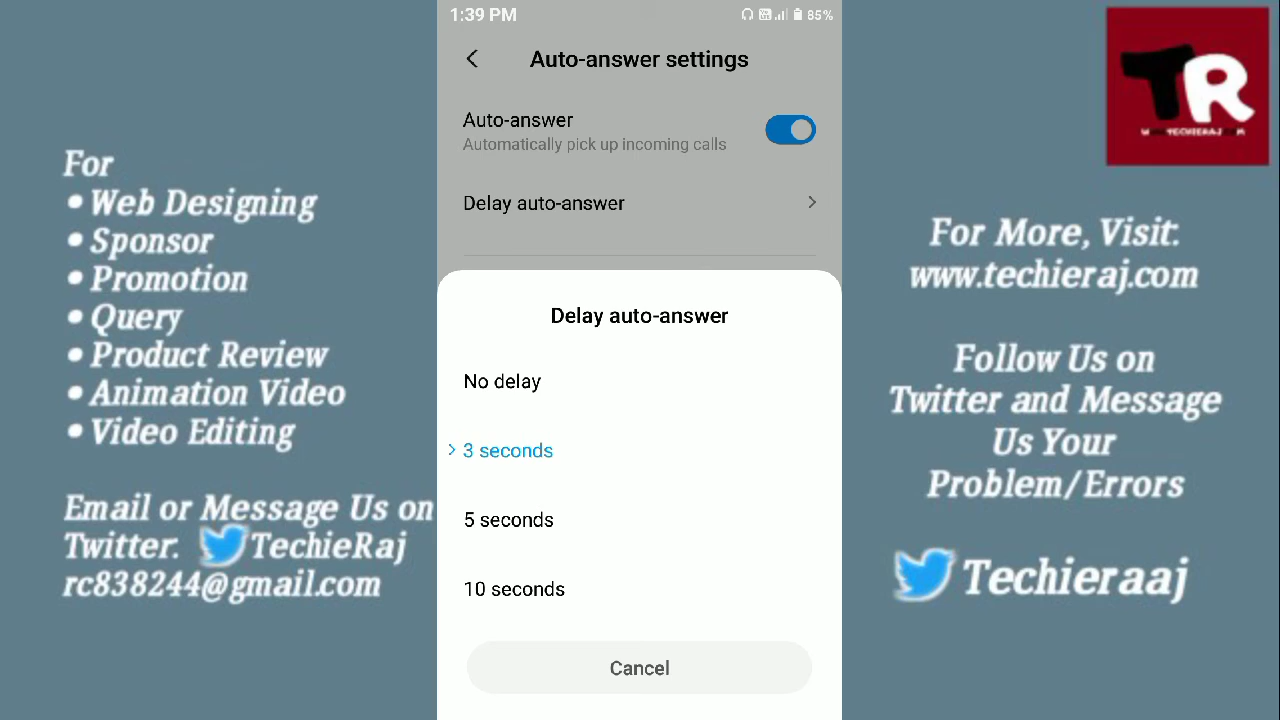 For
• Web Designing
• Sponsor
• Promotion
• Query
• Product Review
• Animation Video
• Video Editing
Email or Message Us on
Twitter. TechieRaj
rc838244@gmail.com
1:39 PM
85%
Auto-answer settings
Auto-answer
Automatically pick up incoming calls
Delay auto-answer
Delay auto-answer
No delay
3 seconds
5 seconds
10 seconds
Cancel
TR
For More, Visit:
www.techieraj.com
Follow Us on
Twitter and Message
Us Your
Problem/Errors
Techieraaj